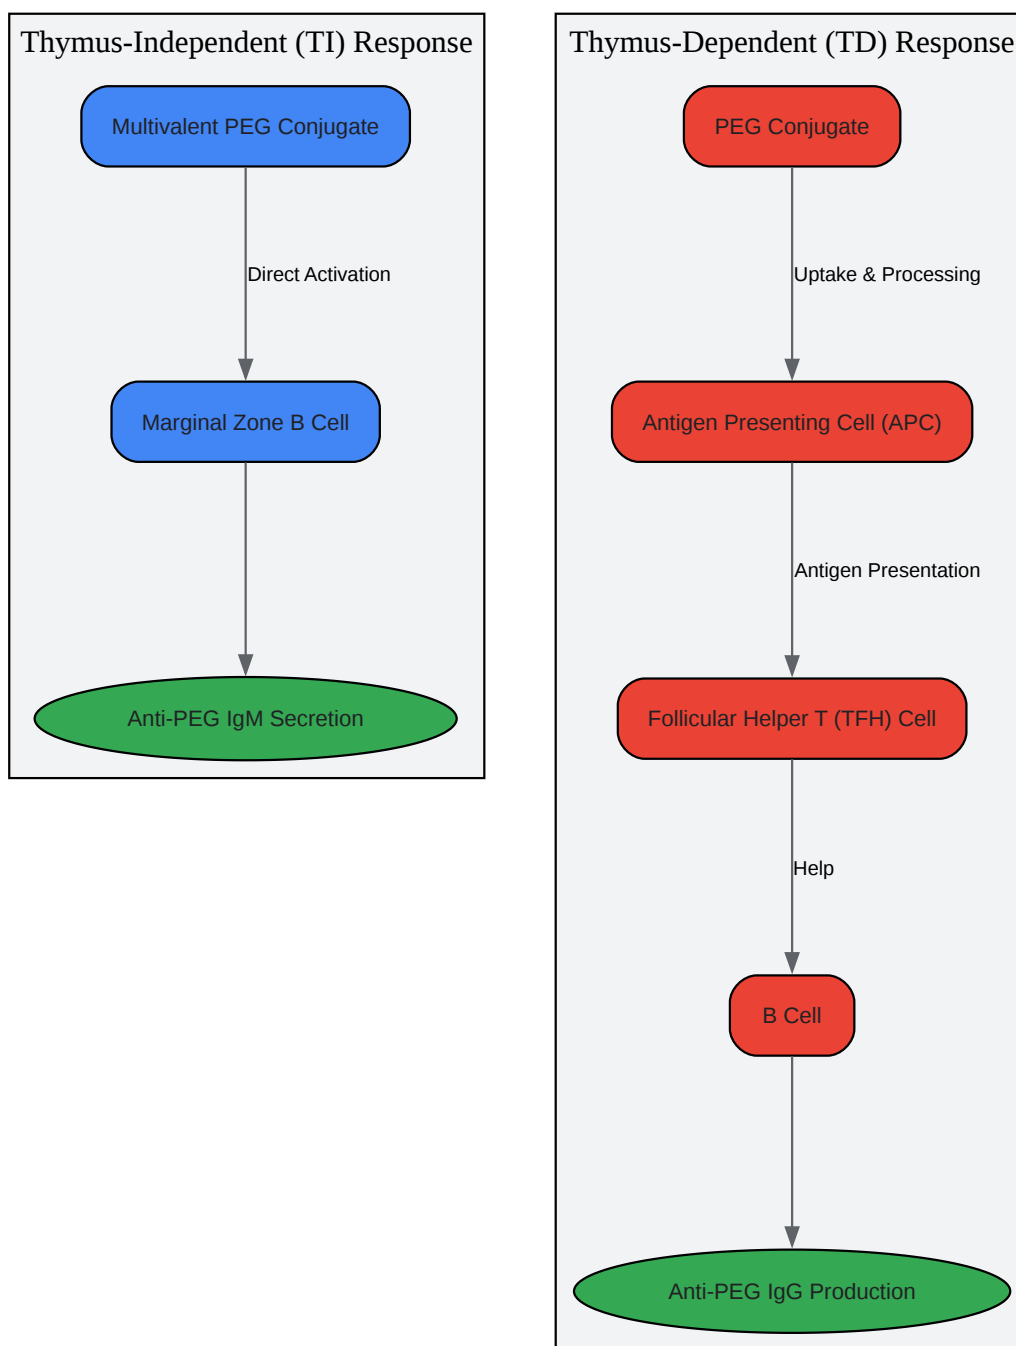 Thymus-Independent (TI) Response
Multivalent PEG Conjugate
Direct Activation
Marginal Zone B Cell
Anti-PEG IgM Secretion
Thymus-Dependent (TD) Response
PEG Conjugate
Uptake & Processing
Antigen Presenting Cell (APC)
Antigen Presentation
Follicular Helper T (TFH) Cell
Help
B Cell
Anti-PEG IgG Production